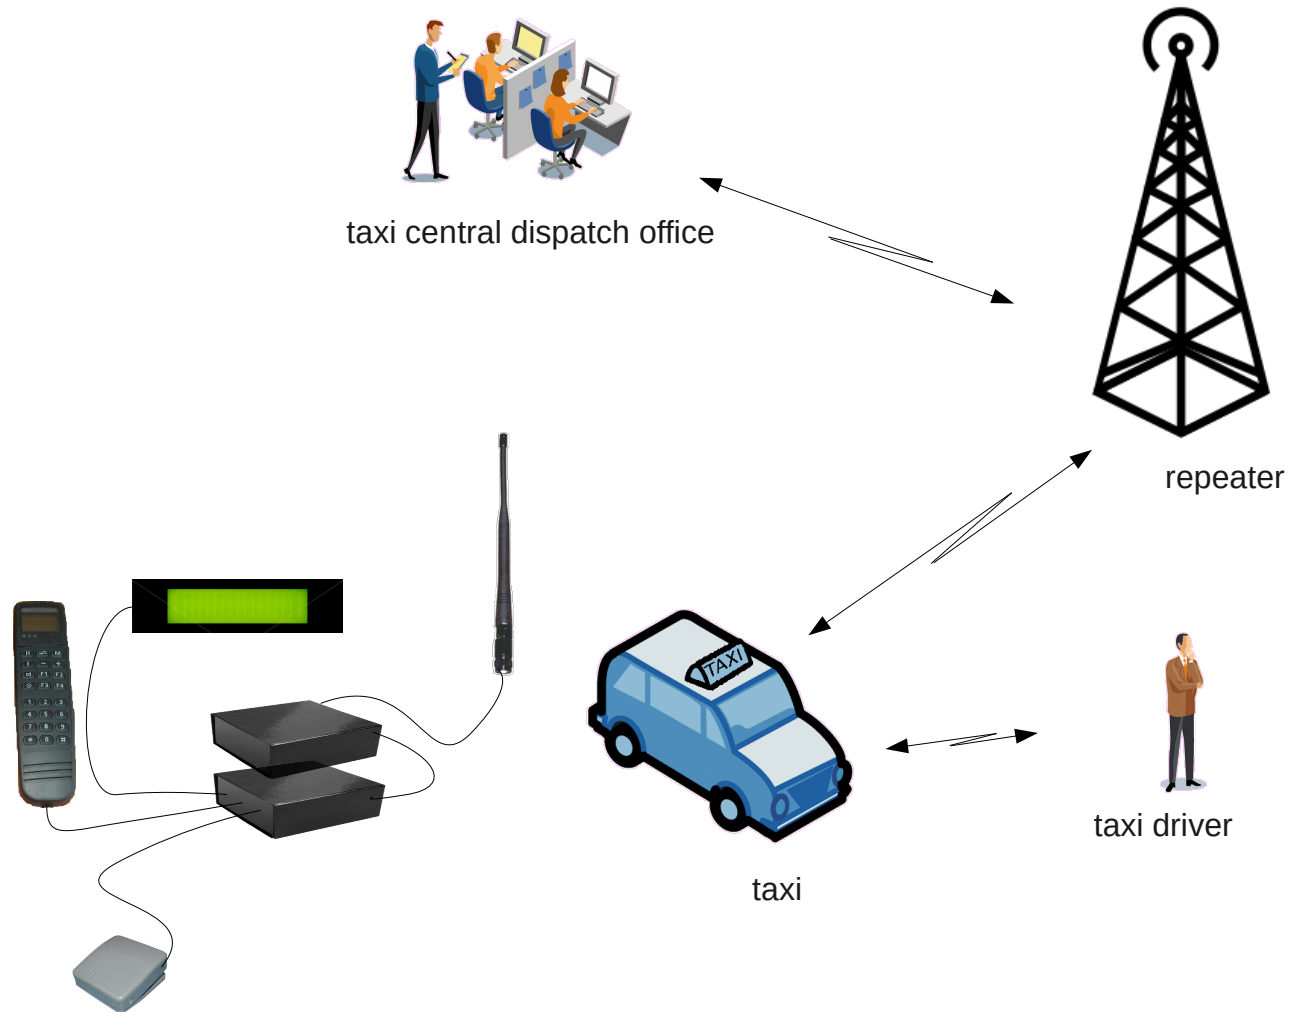 taxi central dispatch office
repeater
TAXI
taxi driver
taxi